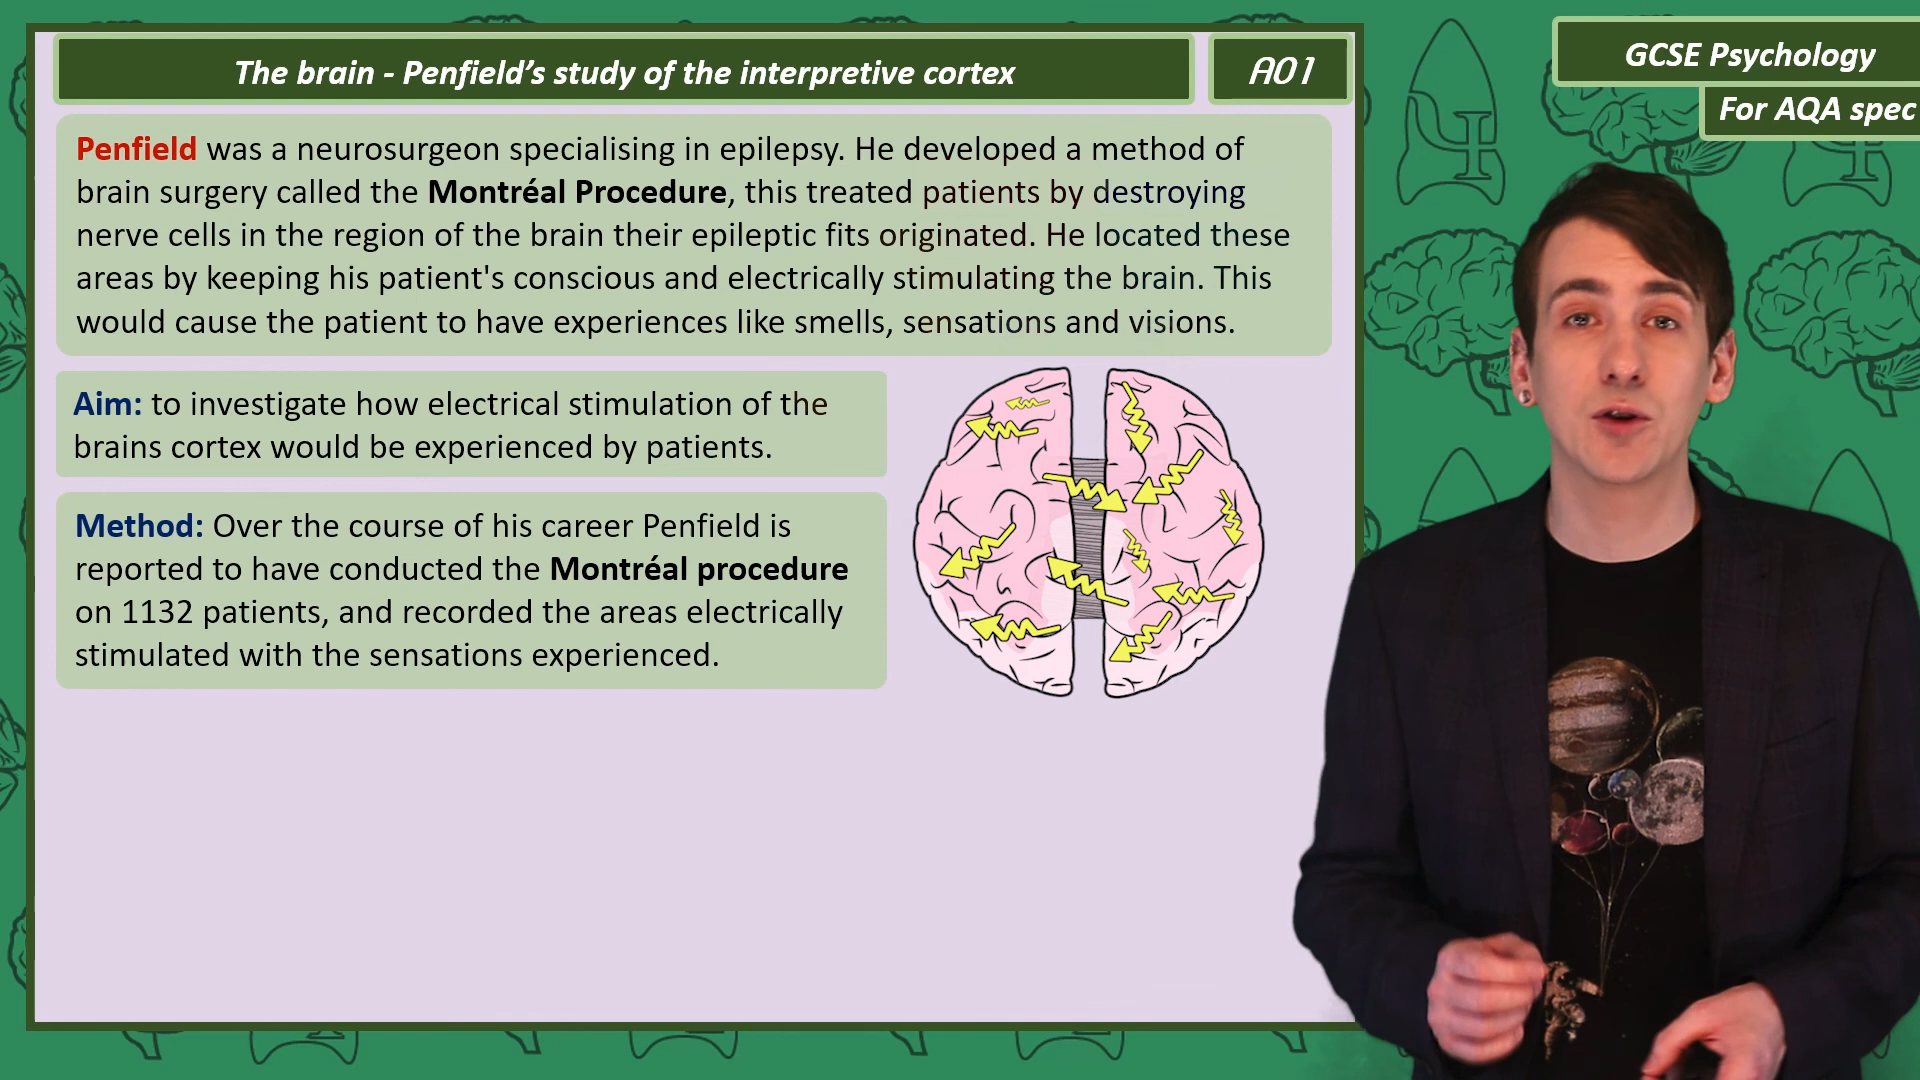 The brain - Penfield's study of the interpretive cortex
AO1
GCSE Psychology
For AQA spec
Penfield was a neurosurgeon specialising in epilepsy. He developed a method of
brain surgery called the Montréal Procedure, this treated patients by destroying
nerve cells in the region of the brain their epileptic fits originated. He located these
areas by keeping his patient's conscious and electrically stimulating the brain. This
would cause the patient to have experiences like smells, sensations and visions.
Aim: to investigate how electrical stimulation of the
brains cortex would be experienced by patients.
Method: Over the course of his career Penfield is
reported to have conducted the Montréal procedure
on 1132 patients, and recorded the areas electrically
stimulated with the sensations experienced.